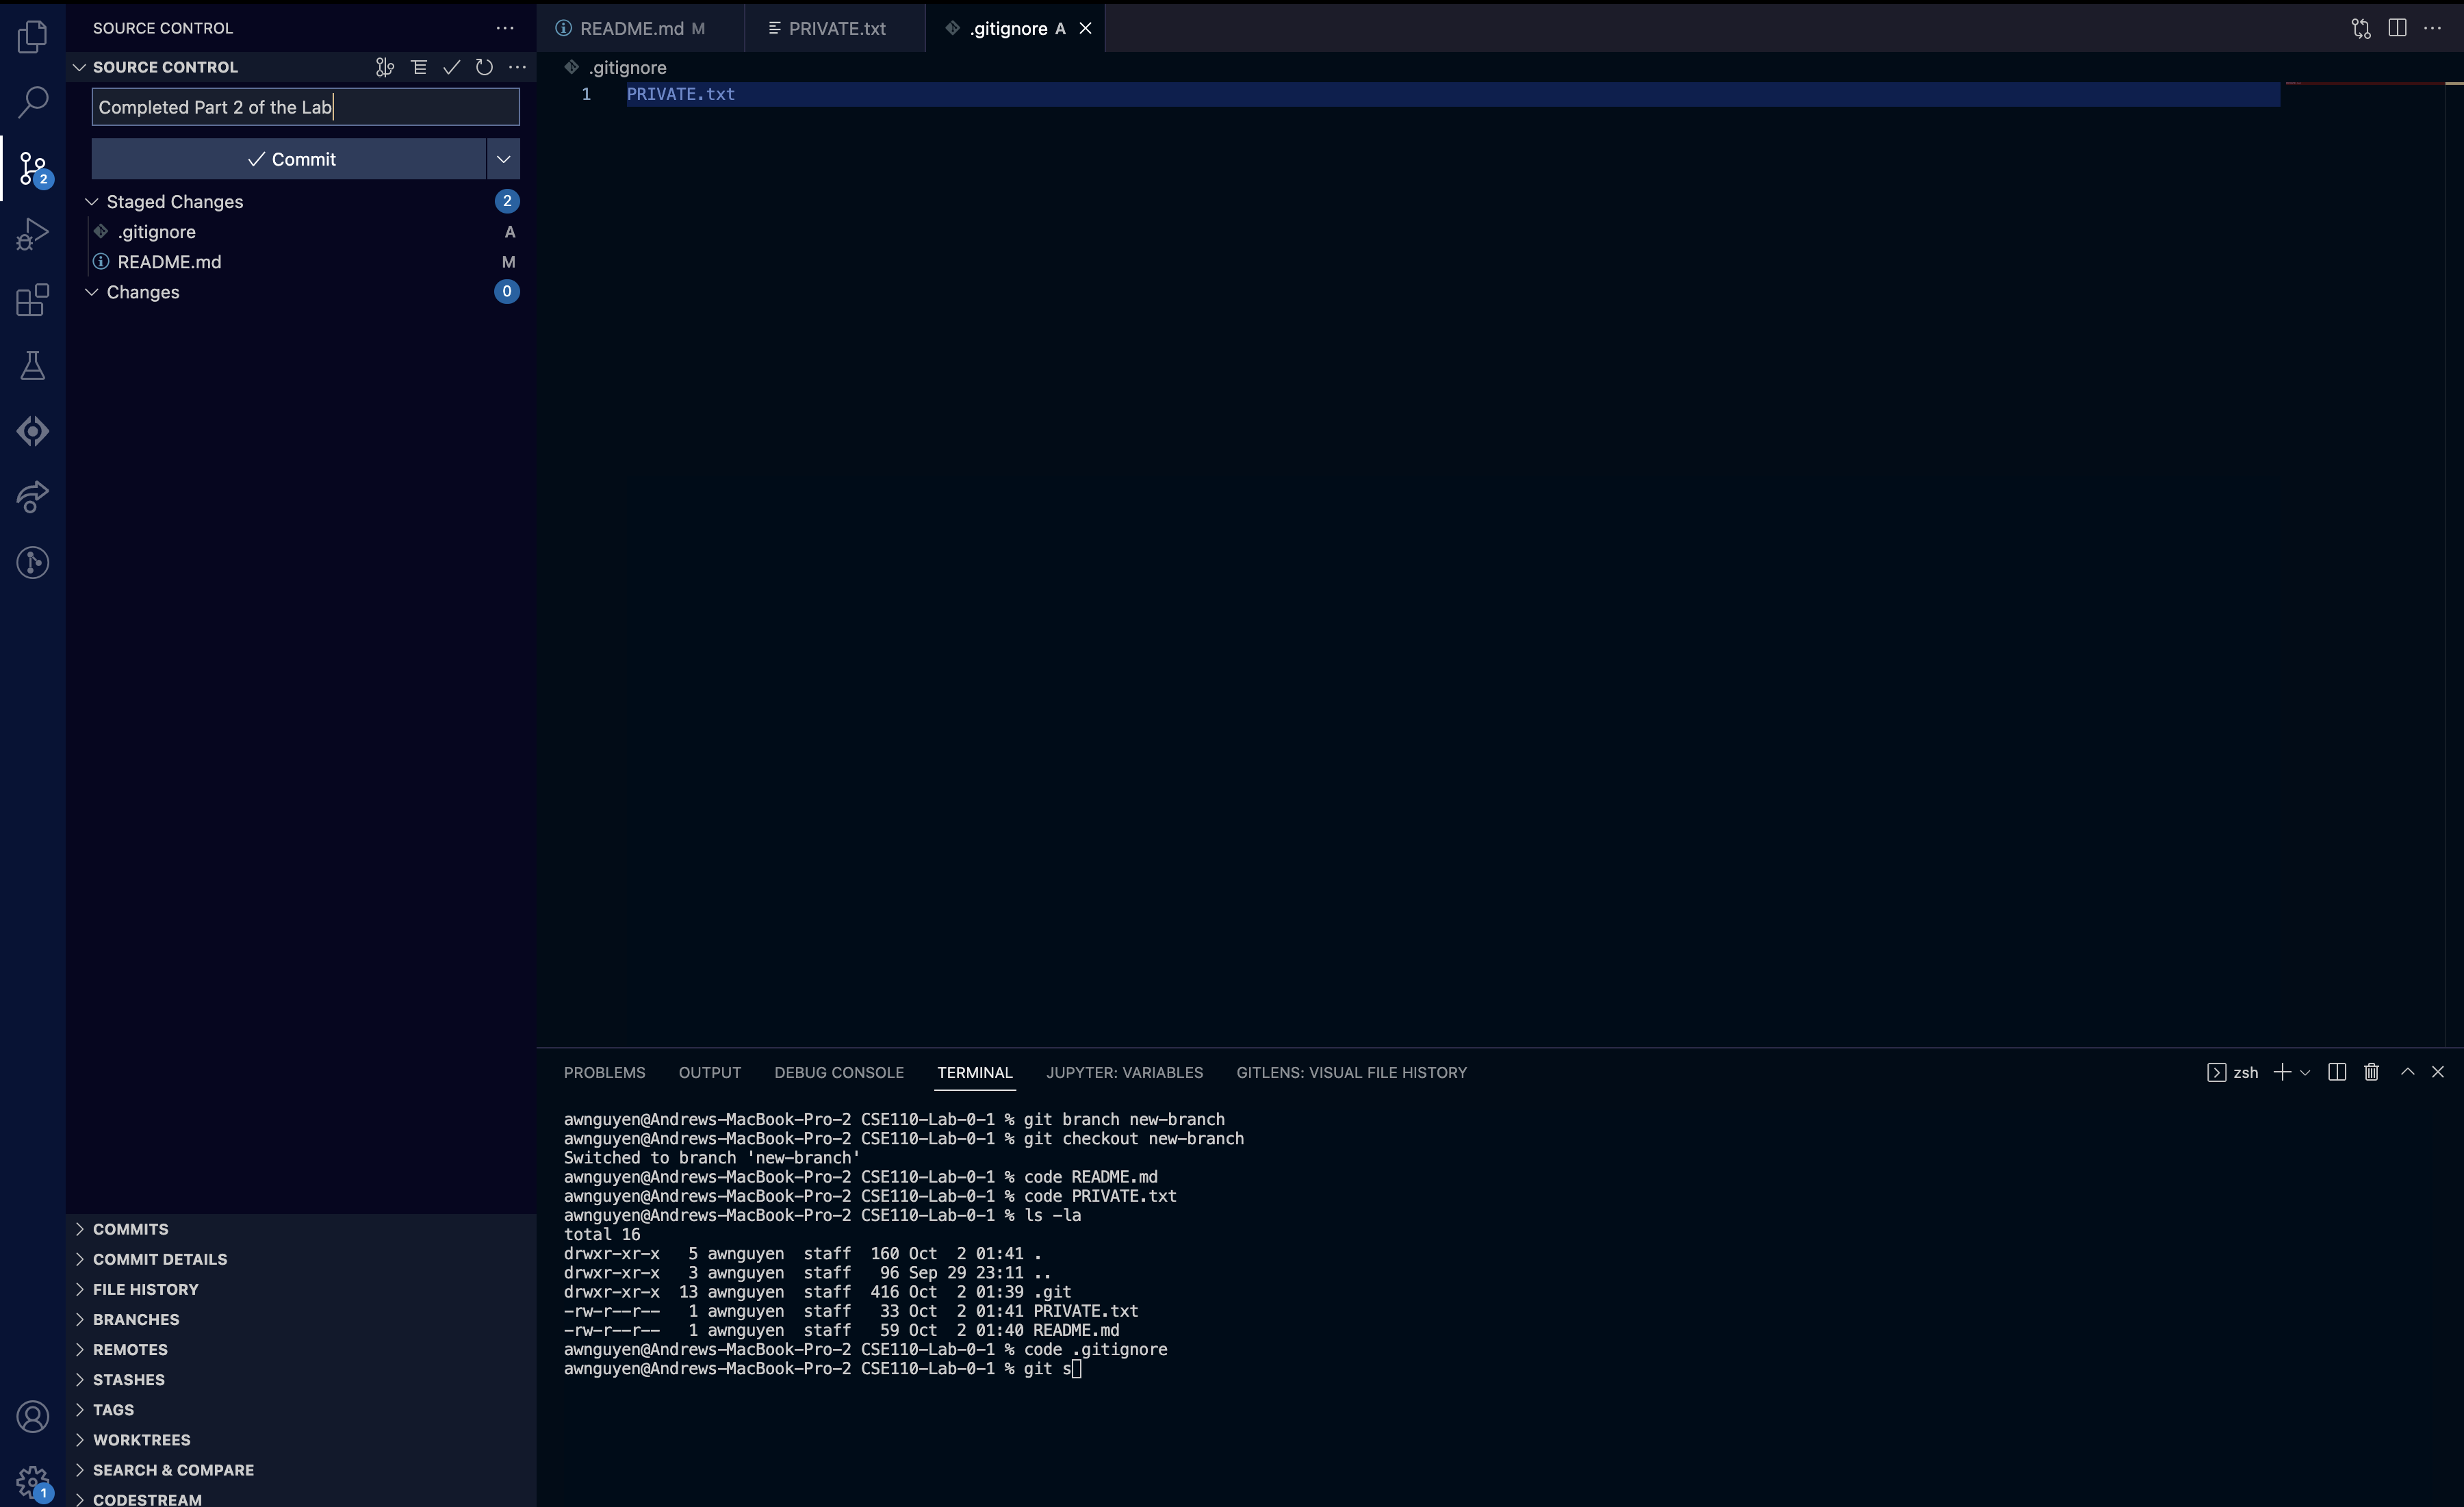 SOURCE CONTROL
SOURCE CONTROL
Completed Part 2 of the Lab
Commit
Staged Changes 2
.gitignore A
README.md M
Changes 0
2
COMMITS
COMMIT DETAILS
FILE HISTORY
BRANCHES
REMOTES
STASHES
TAGS
WORKTREES
SEARCH & COMPARE
CODESTREAM
1
README.md M PRIVATE.txt .gitignore A
.gitignore
1 PRIVATE.txt
PROBLEMS OUTPUT DEBUG CONSOLE TERMINAL JUPYTER: VARIABLES GITLENS: VISUAL FILE HISTORY zsh
awnguyen@Andrews-MacBook-Pro-2 CSE110-Lab-0-1 % git branch new-branch
awnguyen@Andrews-MacBook-Pro-2 CSE110-Lab-0-1 % git checkout new-branch
Switched to branch 'new-branch'
awnguyen@Andrews-MacBook-Pro-2 CSE110-Lab-0-1 % code README.md
awnguyen@Andrews-MacBook-Pro-2 CSE110-Lab-0-1 % code PRIVATE.txt
awnguyen@Andrews-MacBook-Pro-2 CSE110-Lab-0-1 % ls -la
total 16
drwxr-xr-x   5 awnguyen  staff  160 Oct  2 01:41 .
drwxr-xr-x   3 awnguyen  staff   96 Sep 29 23:11 ..
drwxr-xr-x  13 awnguyen  staff  416 Oct  2 01:39 .git
-rw-r--r--   1 awnguyen  staff   33 Oct  2 01:41 PRIVATE.txt
-rw-r--r--   1 awnguyen  staff   59 Oct  2 01:40 README.md
awnguyen@Andrews-MacBook-Pro-2 CSE110-Lab-0-1 % code .gitignore
awnguyen@Andrews-MacBook-Pro-2 CSE110-Lab-0-1 % git s